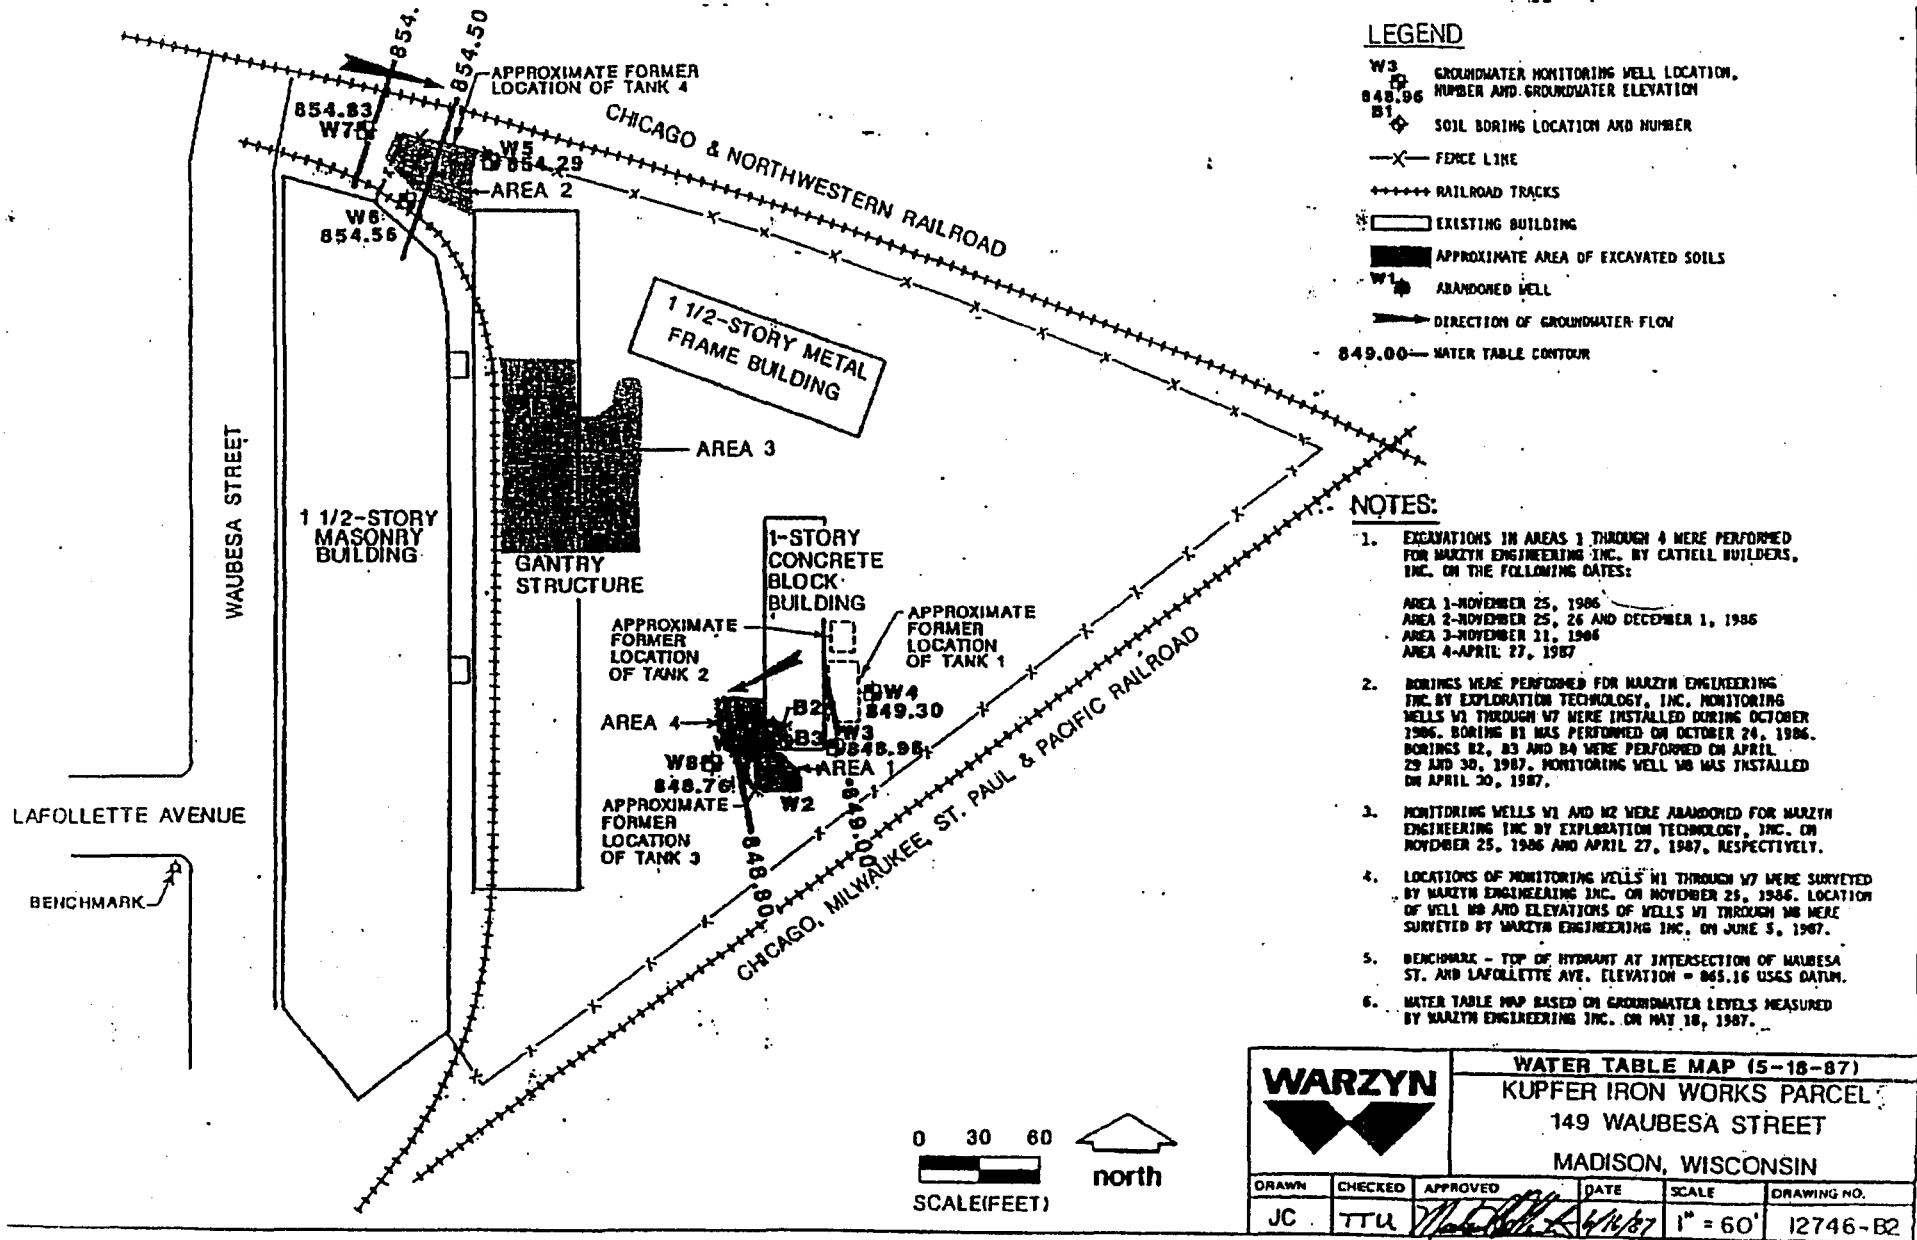 854.
854.50
APPROXIMATE FORMER
LOCATION OF TANK 4
854.83
W7
W5
854.29
AREA 2
W6
854.56
CHICAGO & NORTHWESTERN RAILROAD
1 1/2-STORY METAL
FRAME BUILDING
AREA 3
WAUBESA STREET
1 1/2-STORY
MASONRY
BUILDING
GANTRY
STRUCTURE
1-STORY
CONCRETE
BLOCK
BUILDING
APPROXIMATE
FORMER
LOCATION
OF TANK 2
APPROXIMATE
FORMER
LOCATION
OF TANK 1
W4
849.30
B2
AREA 4
B3
W3
848.96
W8
848.76
AREA 1
W2
APPROXIMATE
FORMER
LOCATION
OF TANK 3
849.00
848.80
CHICAGO, MILWAUKEE, ST. PAUL & PACIFIC RAILROAD
LAFOLLETTE AVENUE
BENCHMARK
LEGEND
W3
848.96
GROUNDWATER MONITORING WELL LOCATION,
NUMBER AND GROUNDWATER ELEVATION
B1
SOIL BORING LOCATION AND NUMBER
FENCE LINE
RAILROAD TRACKS
EXISTING BUILDING
APPROXIMATE AREA OF EXCAVATED SOILS
W1
ABANDONED WELL
DIRECTION OF GROUNDWATER FLOW
849.00 WATER TABLE CONTOUR
NOTES:
1. EXCAVATIONS IN AREAS 1 THROUGH 4 WERE PERFORMED
FOR WARZYN ENGINEERING INC. BY CATTELL BUILDERS,
INC. ON THE FOLLOWING DATES:
AREA 1-NOVEMBER 25, 1986
AREA 2-NOVEMBER 25, 26 AND DECEMBER 1, 1986
AREA 3-NOVEMBER 11, 1986
AREA 4-APRIL 27, 1987
2. BORINGS WERE PERFORMED FOR WARZYN ENGINEERING
INC. BY EXPLORATION TECHNOLOGY, INC. MONITORING
WELLS W1 THROUGH W7 WERE INSTALLED DURING OCTOBER
1986. BORING B1 WAS PERFORMED ON OCTOBER 24, 1986.
BORINGS B2, B3 AND B4 WERE PERFORMED ON APRIL
29 AND 30, 1987. MONITORING WELL W8 WAS INSTALLED
ON APRIL 30, 1987.
3. MONITORING WELLS W1 AND W2 WERE ABANDONED FOR WARZYN
ENGINEERING INC BY EXPLORATION TECHNOLOGY, INC. ON
NOVEMBER 25, 1986 AND APRIL 27, 1987, RESPECTIVELY.
4. LOCATIONS OF MONITORING WELLS W1 THROUGH W7 WERE SURVEYED
BY WARZYN ENGINEERING INC. ON NOVEMBER 25, 1986. LOCATION
OF WELL W8 AND ELEVATIONS OF WELLS W1 THROUGH W8 WERE
SURVEYED BY WARZYN ENGINEERING INC. ON JUNE 5, 1987.
5. BENCHMARK - TOP OF HYDRANT AT INTERSECTION OF WAUBESA
ST. AND LAFOLLETTE AVE. ELEVATION = 865.16 USGS DATUM.
6. WATER TABLE MAP BASED ON GROUNDWATER LEVELS MEASURED
BY WARZYN ENGINEERING INC. ON MAY 18, 1987.
0 30 60
SCALE(FEET)
north
WARZYN
WATER TABLE MAP (5-18-87)
KUPFER IRON WORKS PARCEL
149 WAUBESA STREET
MADISON, WISCONSIN
DRAWN CHECKED APPROVED DATE SCALE DRAWING NO.
JC TTU 6/16/87 1" = 60' 12746-B2